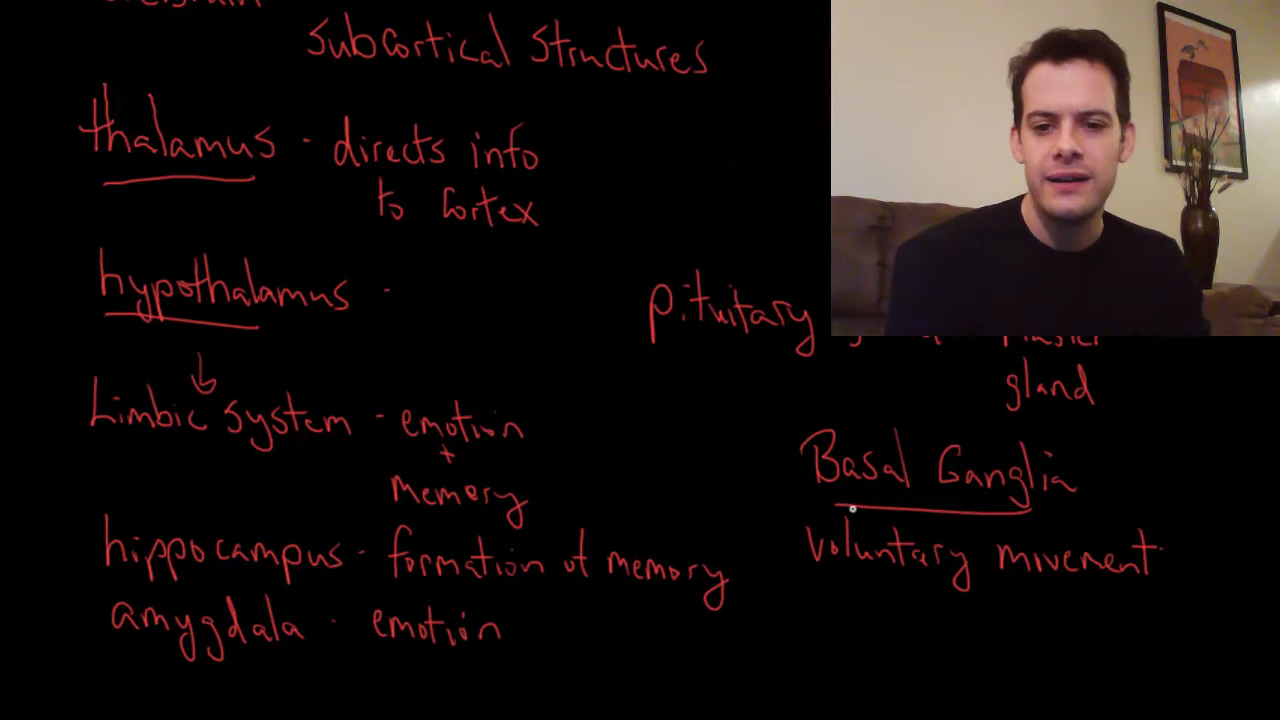 Subcortical Structures
thalamus - directs info
to Cortex
hypothalamus -
pituitary
gland
↓
Limbic System - emotion
+
memory
Basal Ganglia
voluntary movement
hippocampus - formation of memory
amygdala - emotion